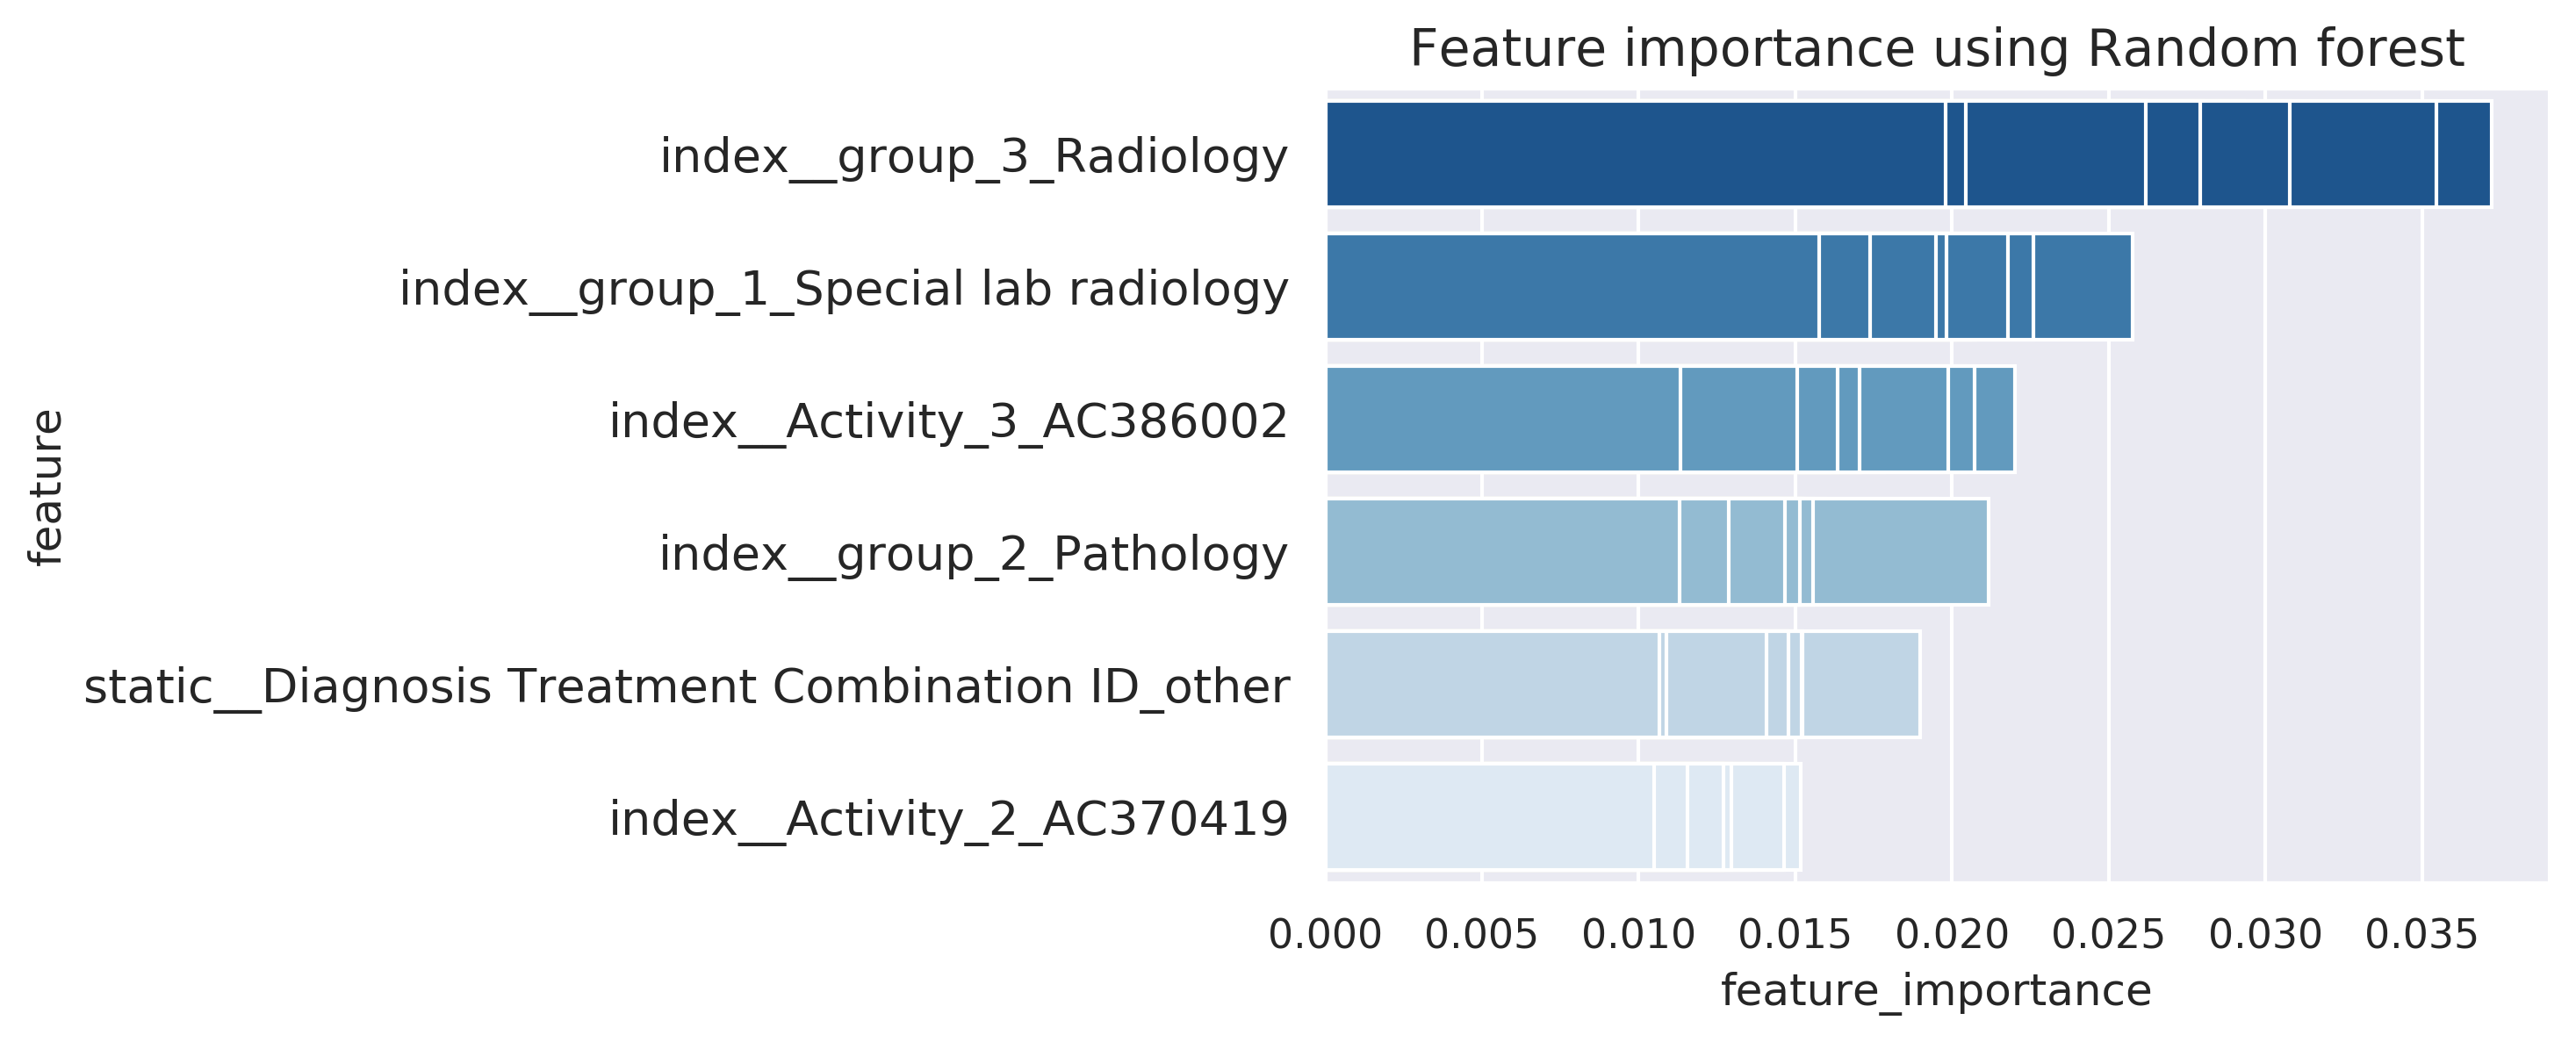 Feature importance using Random forest
index__group_3_Radiology
index__group_1_Special lab radiology
index__Activity_3_AC386002
index__group_2_Pathology
static__Diagnosis Treatment Combination ID_other
index__Activity_2_AC370419
feature
0.000 0.005 0.010 0.015 0.020 0.025 0.030 0.035
feature_importance